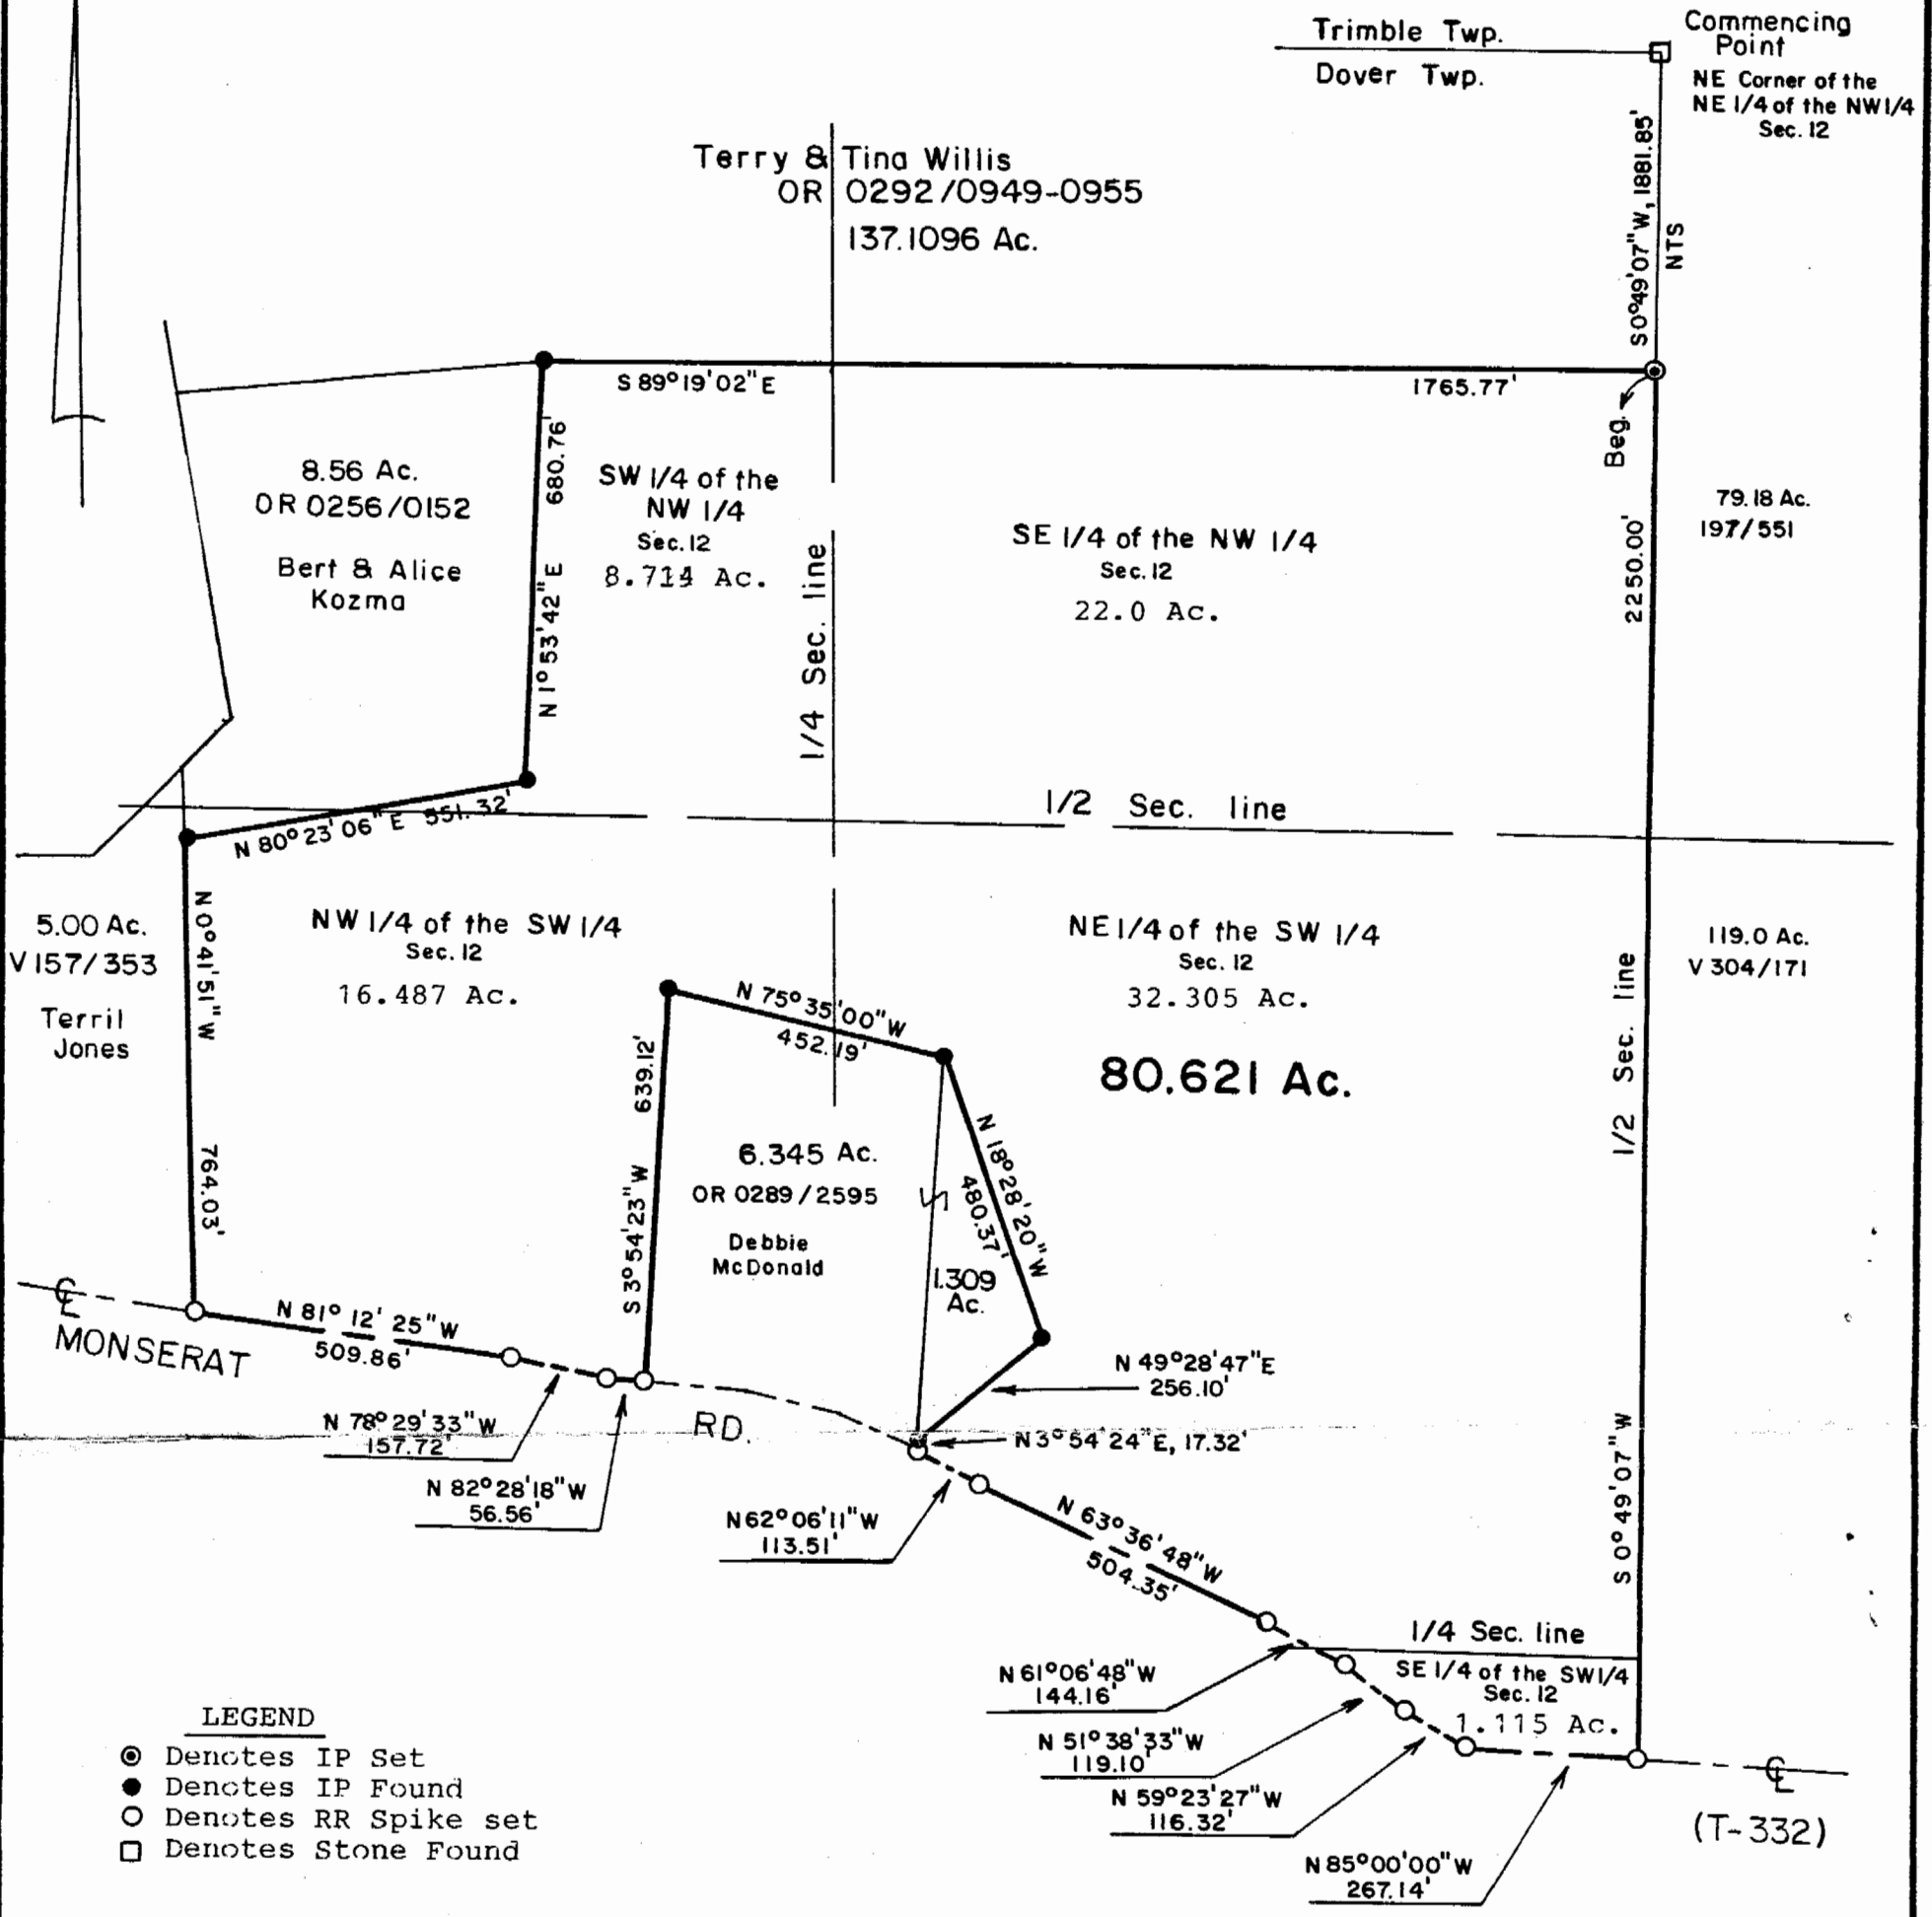 Trimble Twp.
Dover Twp.
Commencing
Point
NE Corner of the
NE 1/4 of the NW 1/4
Sec. 12
S 0°49'07" W, 1881.85'
NTS
Terry & Tina Willis
OR 0292/0949-0955
137.1096 Ac.
S 89°19'02" E
1765.77'
Beg.
8.56 Ac.
OR 0256/0152
Bert & Alice
Kozma
N 1°53'42" E 680.76'
SW 1/4 of the
NW 1/4
Sec. 12
8.714 Ac.
1/4 Sec. line
SE 1/4 of the NW 1/4
Sec. 12
22.0 Ac.
2250.00'
79.18 Ac.
197/551
N 80°23'06" E 551.32'
1/2 Sec. line
5.00 Ac.
V 157/353
Terril
Jones
N 0°41'51" W
764.03'
NW 1/4 of the SW 1/4
Sec. 12
16.487 Ac.
NE 1/4 of the SW 1/4
Sec. 12
32.305 Ac.
80.621 Ac.
1/2 Sec. line
119.0 Ac.
V 304/171
N 75°35'00" W
452.19'
S 3°54'23" W 639.12'
6.345 Ac.
OR 0289/2595
Debbie
McDonald
N 18°28'20" W
480.37'
1.309
Ac.
N 49°28'47" E
256.10'
N 3°54'24" E, 17.32'
S 0°49'07" W
℄
MONSERAT
RD.
N 81°12'25" W
509.86'
N 78°29'33" W
157.72'
N 82°28'18" W
56.56'
N 62°06'11" W
113.51'
N 63°36'48" W
504.35'
1/4 Sec. line
SE 1/4 of the SW 1/4
Sec. 12
1.115 Ac.
N 61°06'48" W
144.16'
N 51°38'33" W
119.10'
N 59°23'27" W
116.32'
N 85°00'00" W
267.14'
℄
(T-332)
LEGEND
Denotes IP Set
Denotes IP Found
Denotes RR Spike set
Denotes Stone Found